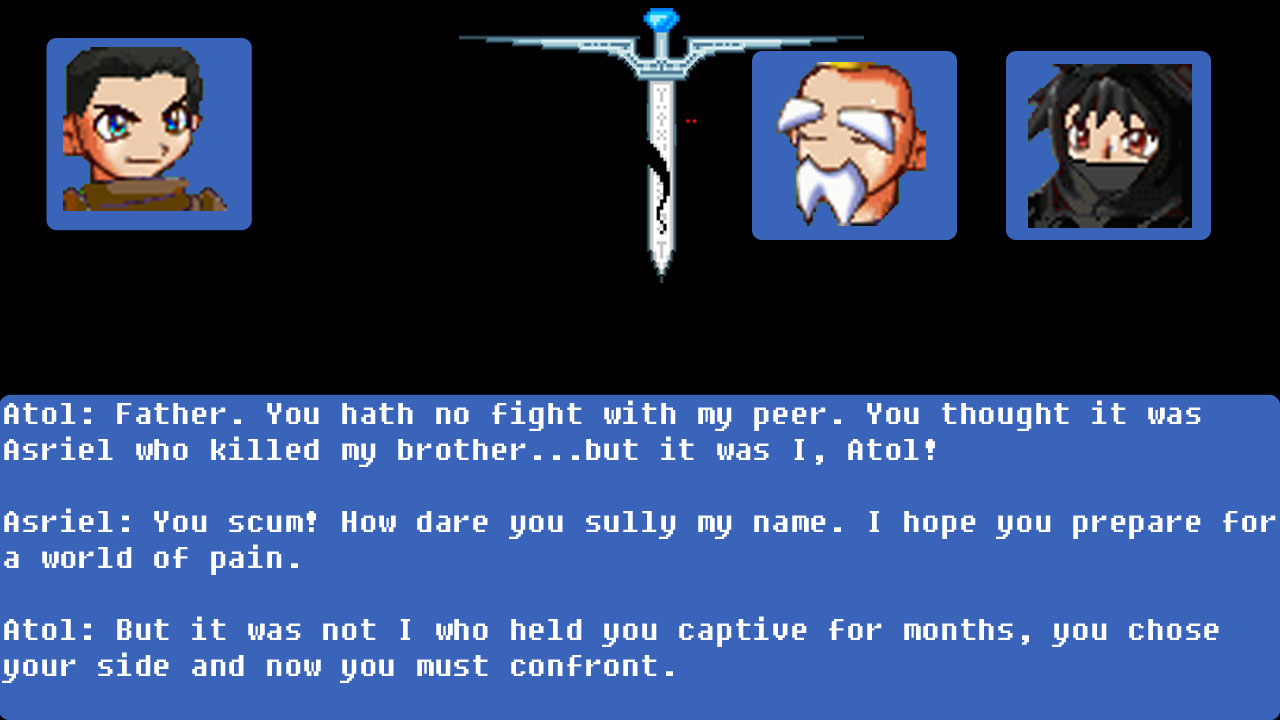 Atol: Father. You hath no fight with my peer. You thought it was
Asriel who killed my brother...but it was I, Atol!
Asriel: You scum! How dare you sully my name. I hope you prepare for
a world of pain.
Atol: But it was not I who held you captive for months, you chose
your side and now you must confront.